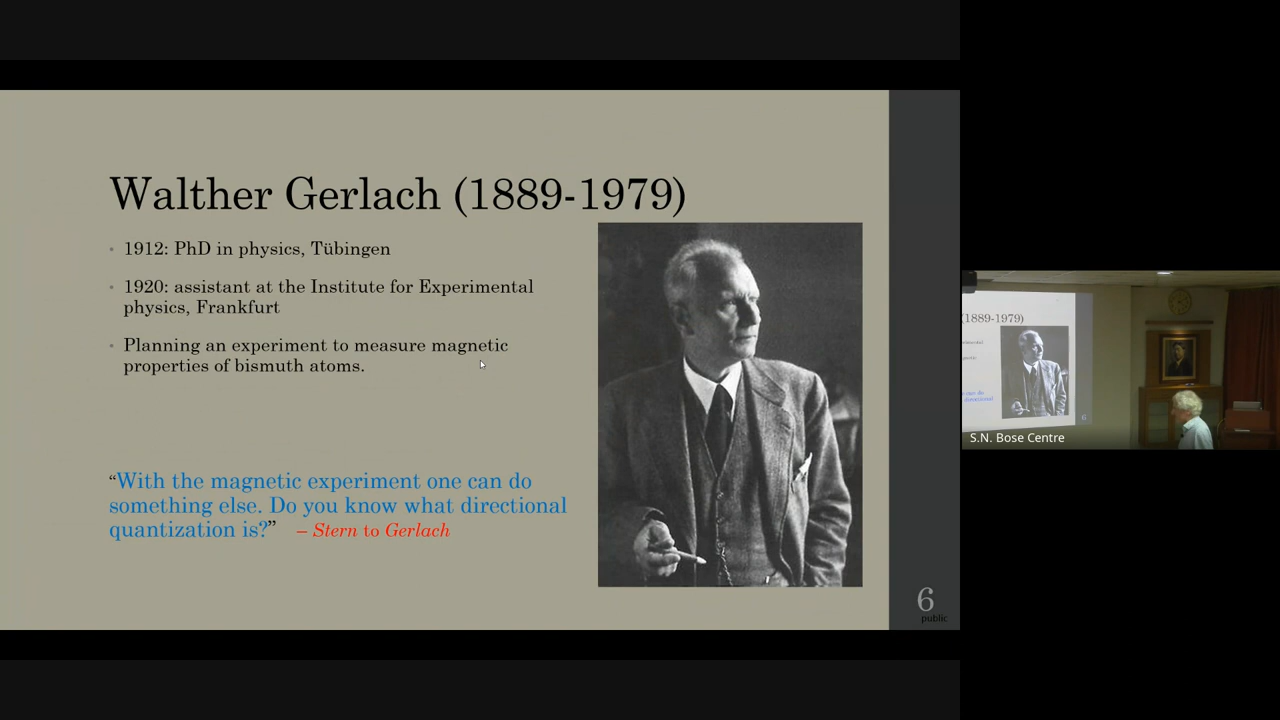 Walther Gerlach (1889-1979)
• 1912: PhD in physics, Tübingen
• 1920: assistant at the Institute for Experimental
physics, Frankfurt
• Planning an experiment to measure magnetic
properties of bismuth atoms.
“With the magnetic experiment one can do
something else. Do you know what directional
quantization is?” – Stern to Gerlach
6
public
(1889-1979)
S.N. Bose Centre